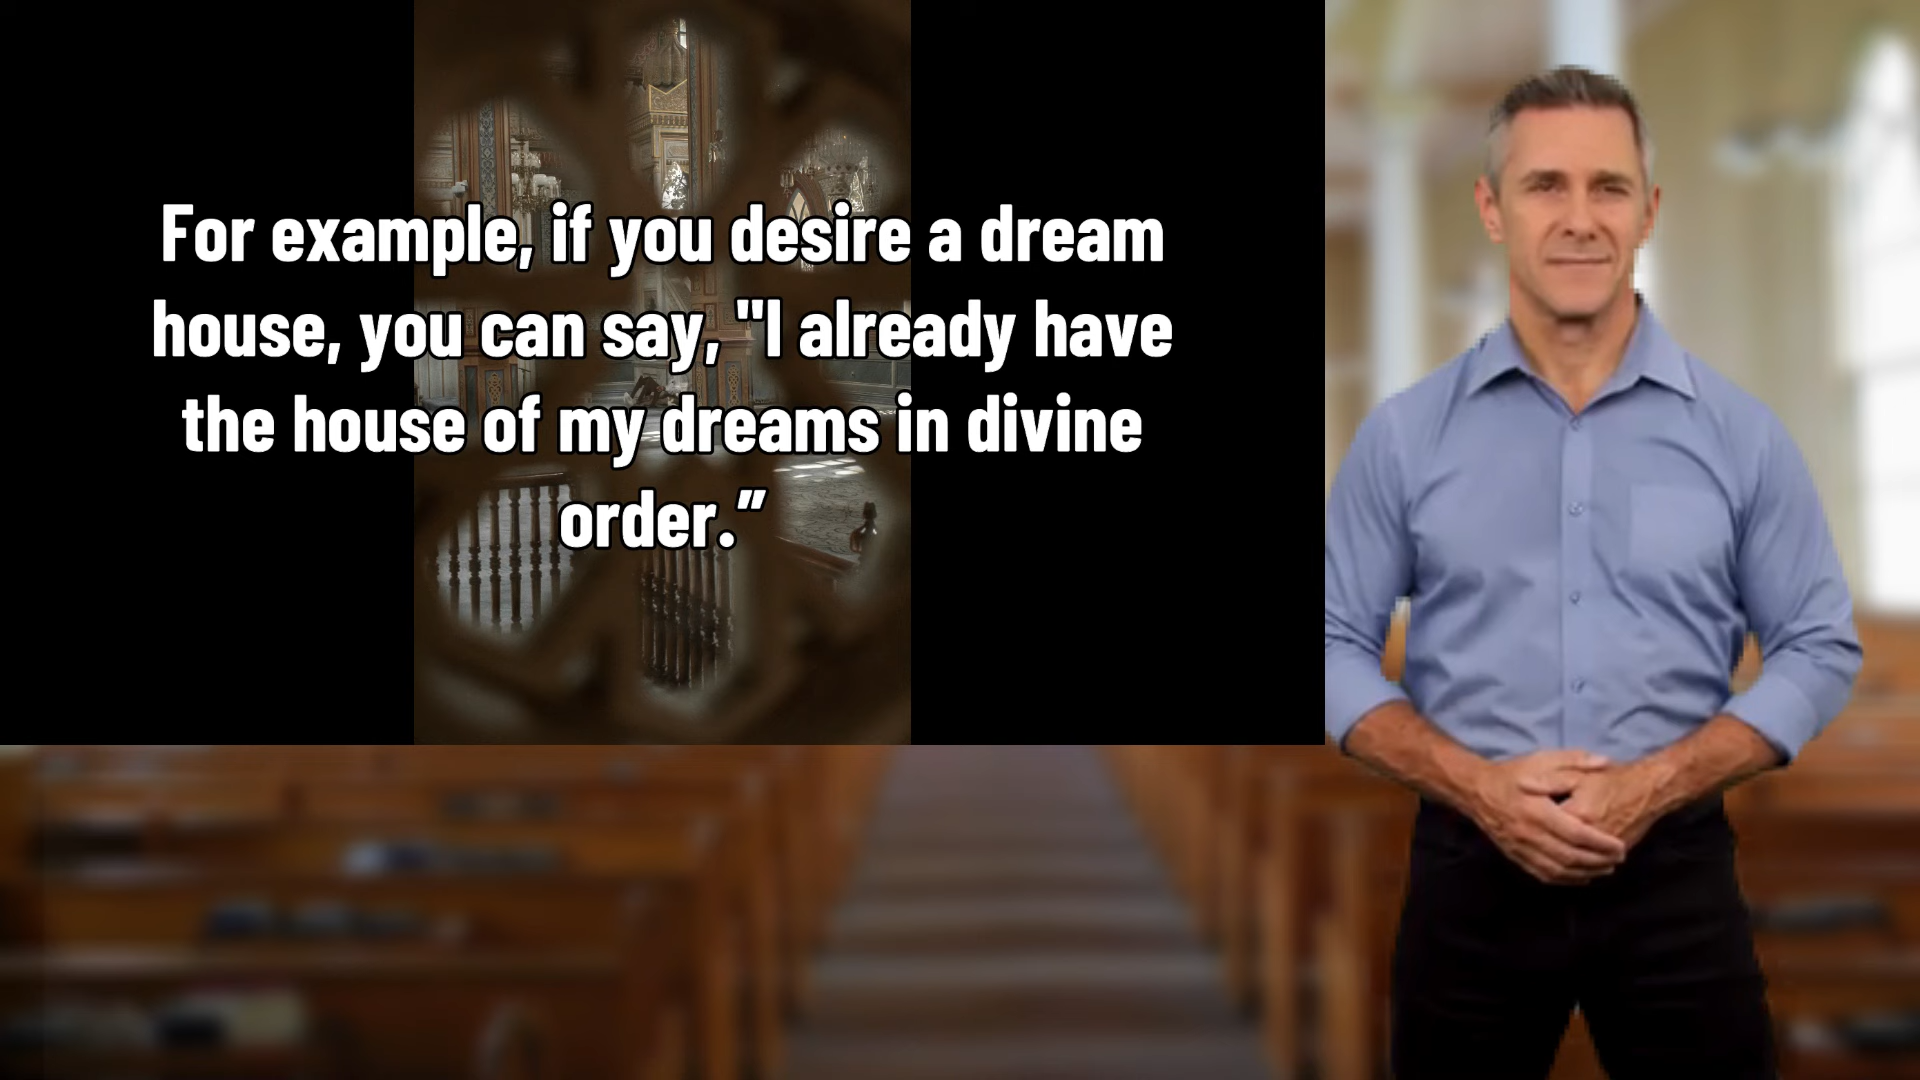 For example, if you desire a dream
house, you can say, "I already have
the house of my dreams in divine
order.”